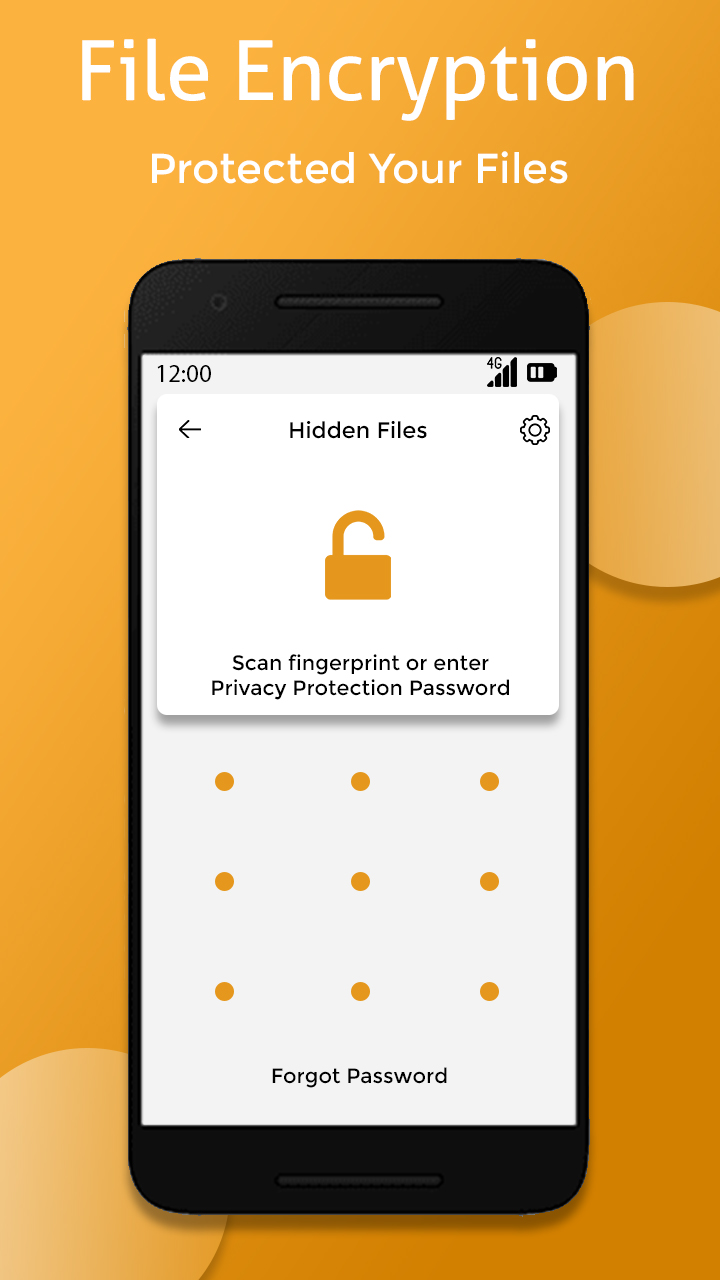 File Encryption
Protected Your Files
12:00
4G
Hidden Files
Scan fingerprint or enter
Privacy Protection Password
Forgot Password